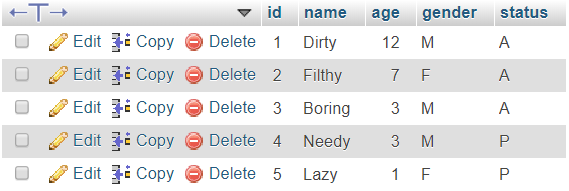 id name age gender status
Edit Copy Delete 1 Dirty 12 M A
Edit Copy Delete 2 Filthy 7 F A
Edit Copy Delete 3 Boring 3 M A
Edit Copy Delete 4 Needy 3 M P
Edit Copy Delete 5 Lazy 1 F P